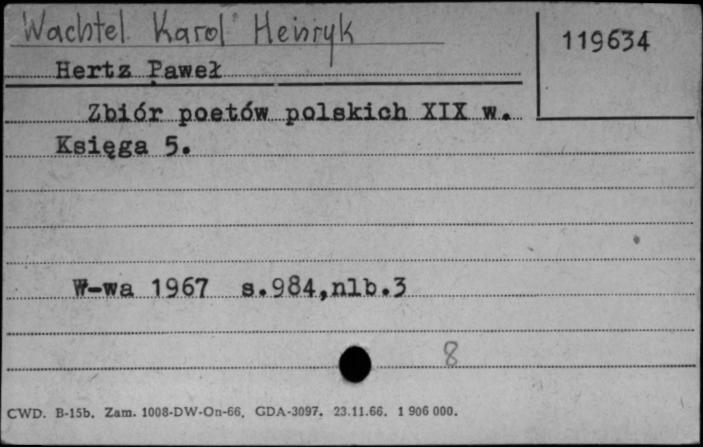 Wachtel Karol Henryk
119634
Hertz Paweł
Zbiór poetów polskich XIX w.
Księga 5.
W-wa 1967 s.984,nlb.3
8
CWD. B-15b. Zam. 1008-DW-On-66. GDA-3097. 23.11.66. 1 906 000.